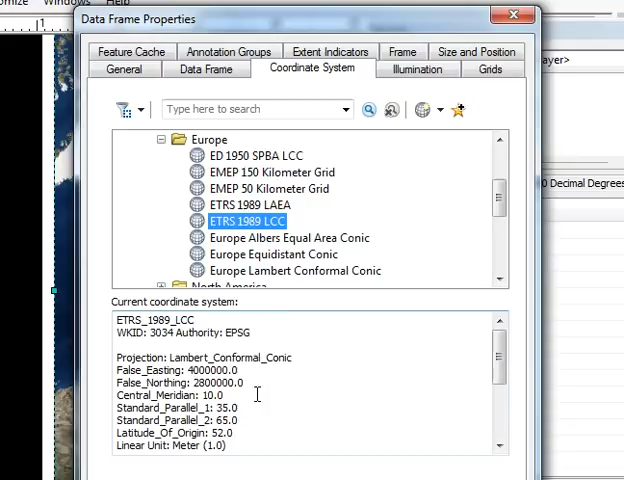 omize Windows
Data Frame Properties
Feature Cache Annotation Groups Extent Indicators Frame Size and Position
General Data Frame Coordinate System Illumination Grids
ayer>
Type here to search
Europe
ED 1950 SPBA LCC
EMEP 150 Kilometer Grid
EMEP 50 Kilometer Grid
0 Decimal Degrees
ETRS 1989 LAEA
ETRS 1989 LCC
Europe Albers Equal Area Conic
Europe Equidistant Conic
Europe Lambert Conformal Conic
North America
Current coordinate system:
ETRS_1989_LCC
WKID: 3034 Authority: EPSG
Projection: Lambert_Conformal_Conic
False_Easting: 4000000.0
False_Northing: 2800000.0
Central_Meridian: 10.0
Standard_Parallel_1: 35.0
Standard_Parallel_2: 65.0
Latitude_Of_Origin: 52.0
Linear Unit: Meter (1.0)